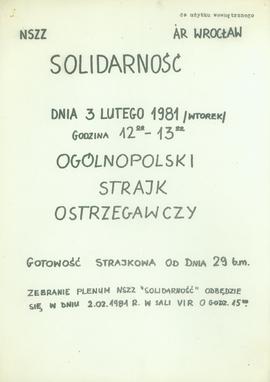 do użytku wewnętrznego
NSZZ AR WROCŁAW
SOLIDARNOŚĆ
DNIA 3 LUTEGO 1981 /WTOREK/
GODZINA 12⁰⁰ - 13⁰⁰
OGÓLNOPOLSKI
STRAJK
OSTRZEGAWCZY
GOTOWOŚĆ STRAJKOWA OD DNIA 29 b.m.
ZEBRANIE PLENUM NSZZ "SOLIDARNOŚĆ" ODBĘDZIE
SIĘ W DNIU 2.02.1981 R. W SALI VIR O GODZ. 15⁰⁰